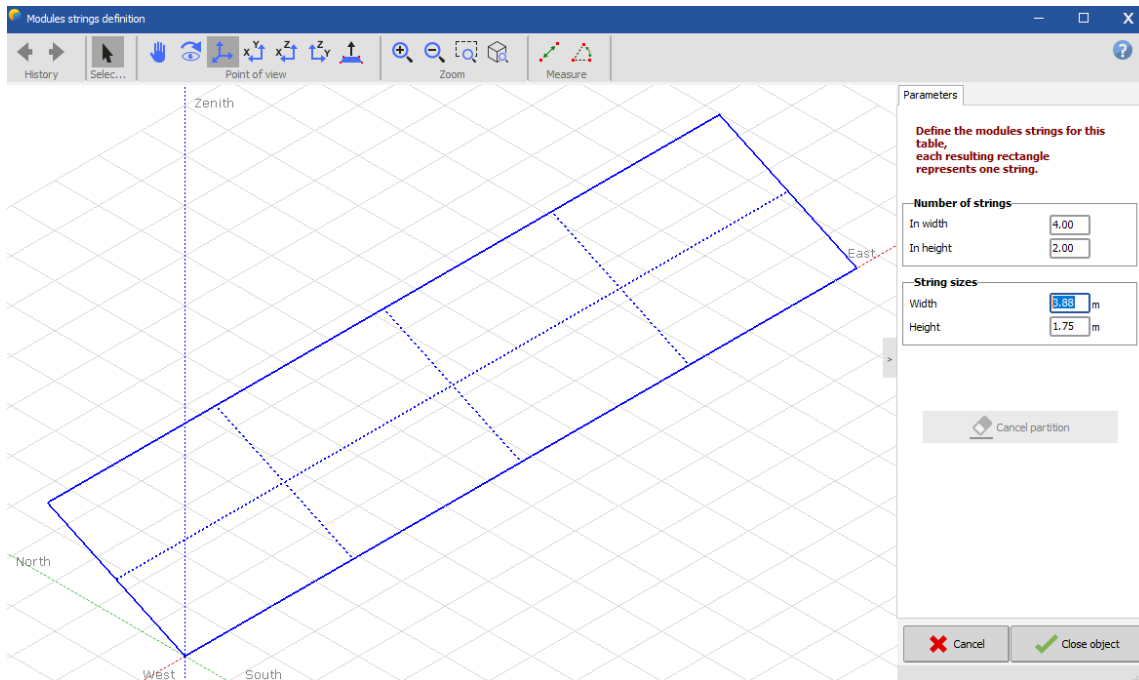 Modules strings definition
X
History
Selec...
Point of view
Zoom
Measure
?
Zenith
East
North
West
South
>
Parameters
Define the modules strings for this
table,
each resulting rectangle
represents one string.
Number of strings
In width 4.00
In height 2.00
String sizes
Width 3.88 m
Height 1.75 m
Cancel partition
Cancel
Close object